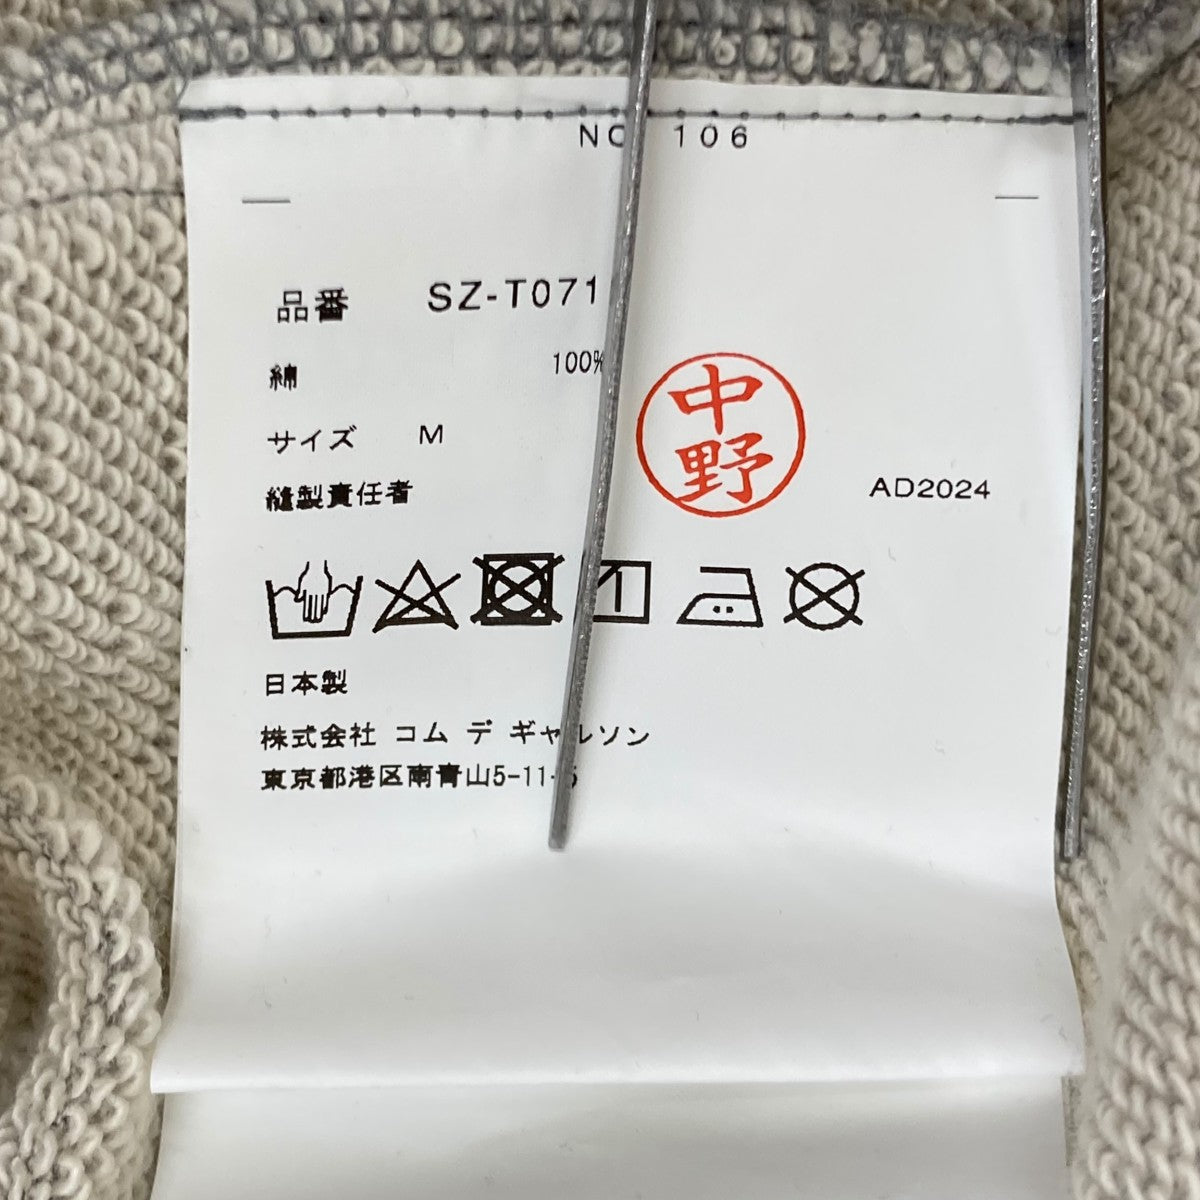 106
品番 SZ-T071
綿 100%
サイズ M
中野
縫製責任者 AD2024
日本製
株式会社 コム デ ギャルソン
東京都港区南青山5-11-5